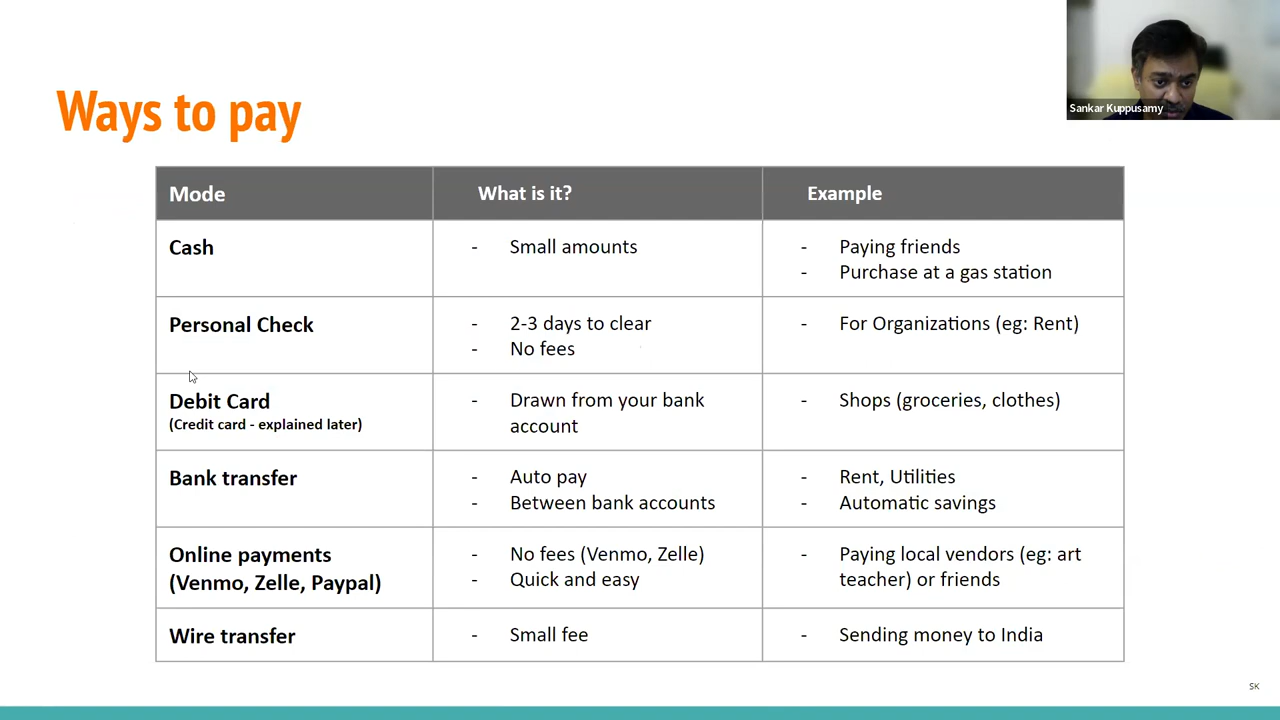 Sankar Kuppusamy
Ways to pay
Mode
What is it?
Example
Cash
- Small amounts
- Paying friends
- Purchase at a gas station
Personal Check
- 2-3 days to clear
- No fees
- For Organizations (eg: Rent)
Debit Card
(Credit card - explained later)
- Drawn from your bank
account
- Shops (groceries, clothes)
Bank transfer
- Auto pay
- Between bank accounts
- Rent, Utilities
- Automatic savings
Online payments
(Venmo, Zelle, Paypal)
- No fees (Venmo, Zelle)
- Quick and easy
- Paying local vendors (eg: art
teacher) or friends
Wire transfer
- Small fee
- Sending money to India
SK